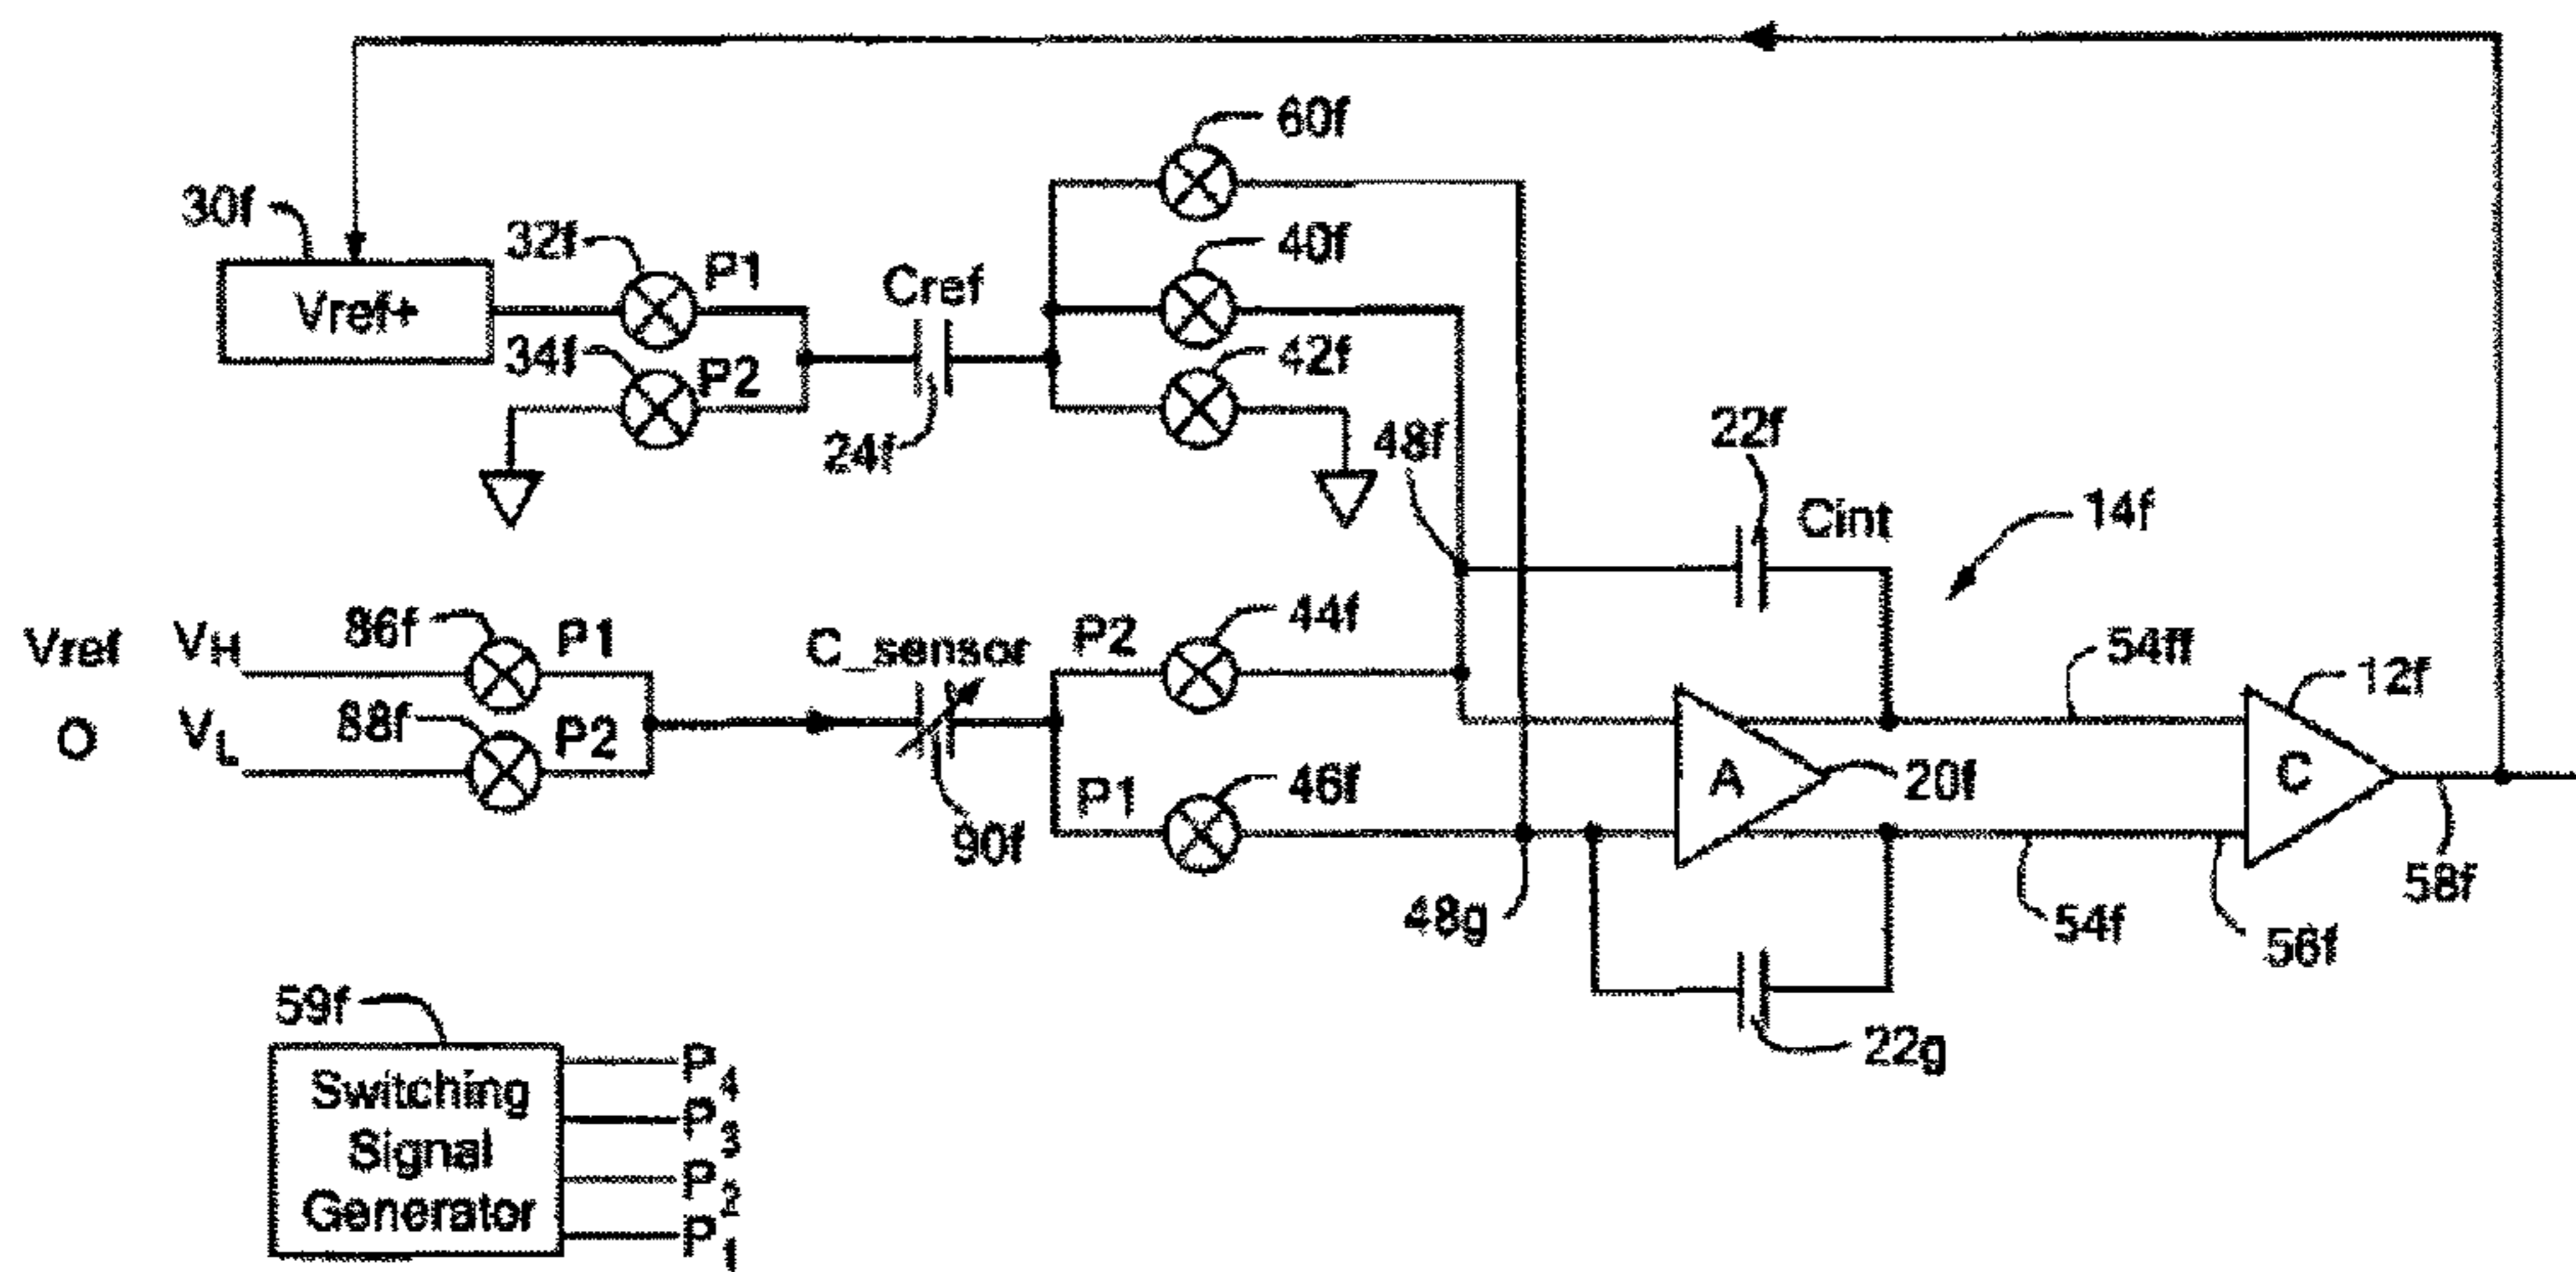 60f
30f
32f
P1
40f
Cref
Vref+
34f
P2
42f
24f
48f
22f
Cint
14f
Vref
VH
86f
P1
C_sensor
P2
44f
54ff
12f
O
VL
88f
P2
P1
46f
A
20f
C
90f
48g
54f
56f
58f
59f
22g
Switching
Signal
Generator
P4
P3
P2
P1